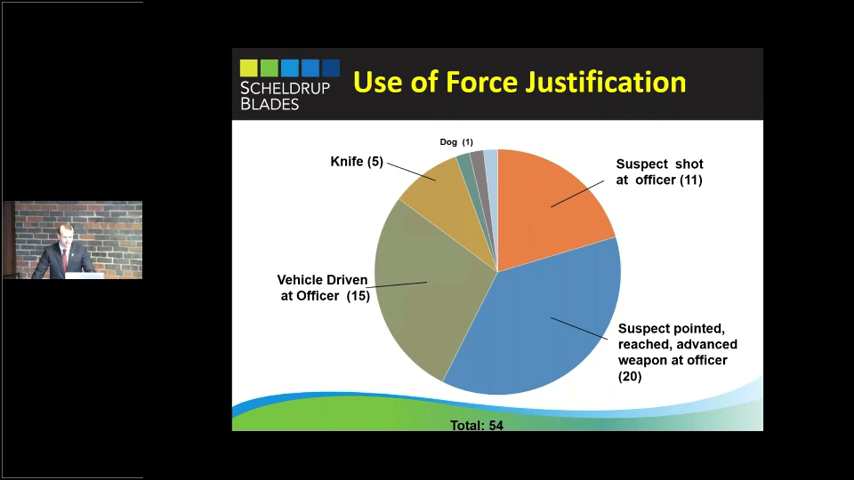 SCHELDRUP
BLADES
Use of Force Justification
Dog (1)
Knife (5)
Suspect shot
at officer (11)
Vehicle Driven
at Officer (15)
Suspect pointed,
reached, advanced
weapon at officer
(20)
Total: 54